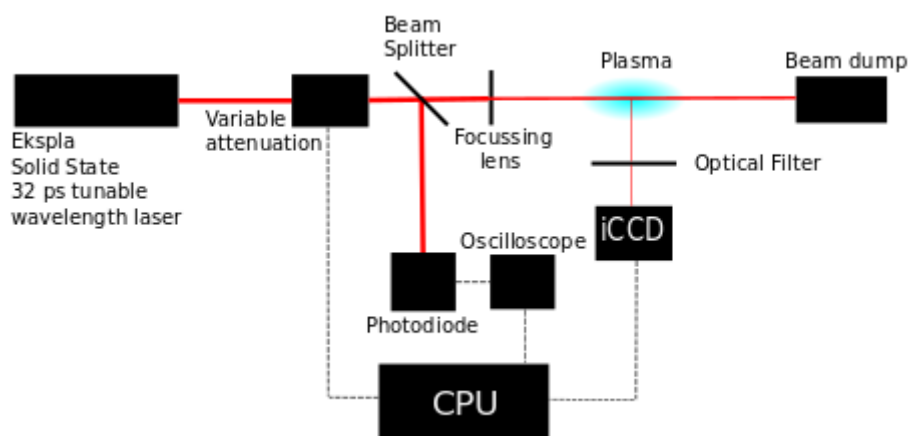 Beam
Splitter
Plasma
Beam dump
Variable
attenuation
Ekspla
Solid State
32 ps tunable
wavelength laser
Focussing
lens
Optical Filter
iCCD
Oscilloscope
Photodiode
CPU